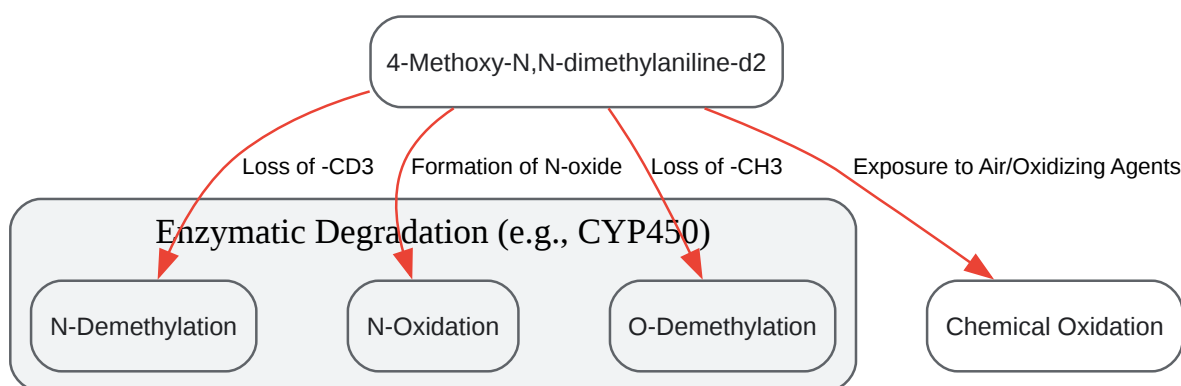 4-Methoxy-N,N-dimethylaniline-d2
Loss of -CD3
Formation of N-oxide
Loss of -CH3
Exposure to Air/Oxidizing Agents
Enzymatic Degradation (e.g., CYP450)
N-Demethylation
N-Oxidation
O-Demethylation
Chemical Oxidation